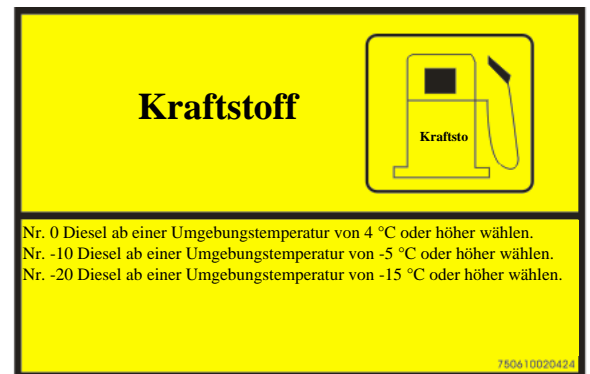 Kraftstoff
Kraftsto
Nr. 0 Diesel ab einer Umgebungstemperatur von 4 °C oder höher wählen.
Nr. -10 Diesel ab einer Umgebungstemperatur von -5 °C oder höher wählen.
Nr. -20 Diesel ab einer Umgebungstemperatur von -15 °C oder höher wählen.
750610020424